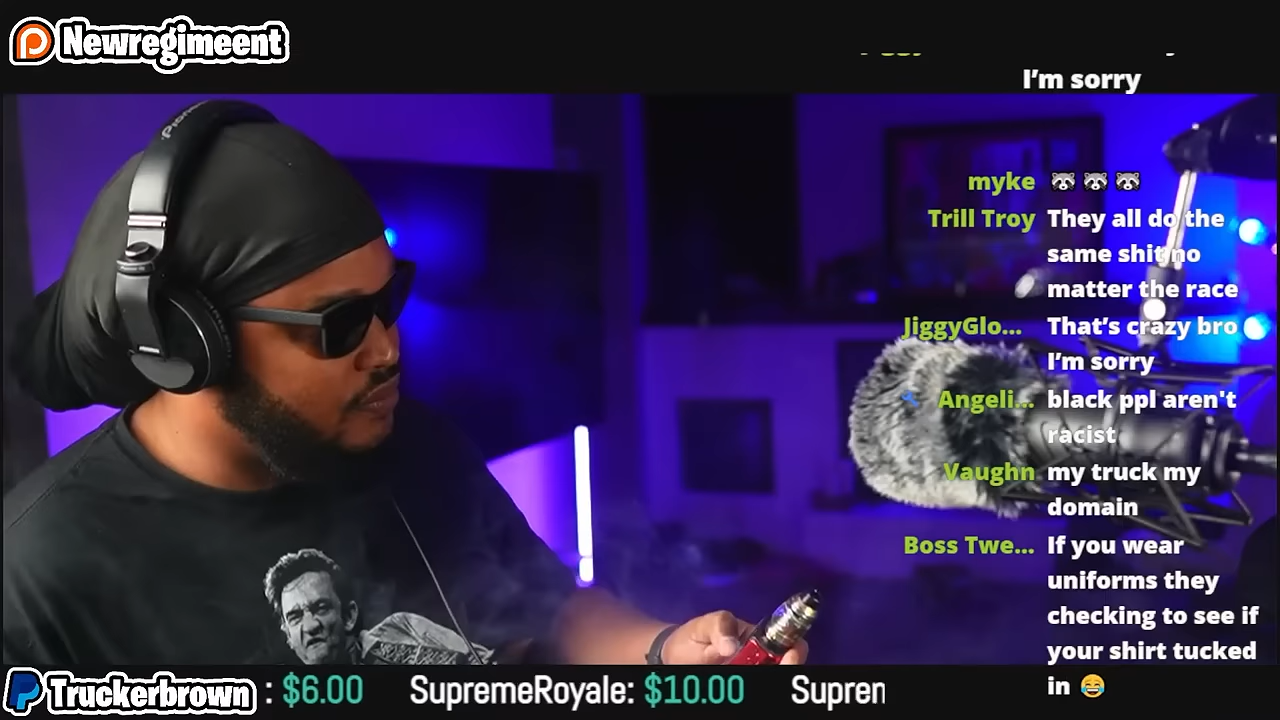 Newregimeent
I'm sorry
myke 🦝 🦝 🦝
Trill Troy They all do the
same shit no
matter the race
JiggyGlo... That's crazy bro
I'm sorry
Angeli... black ppl aren't
racist
Vaughn my truck my
domain
Boss Twe... If you wear
uniforms they
checking to see if
your shirt tucked
in 😂
Truckerbrown : $6.00 SupremeRoyale: $10.00 Supren